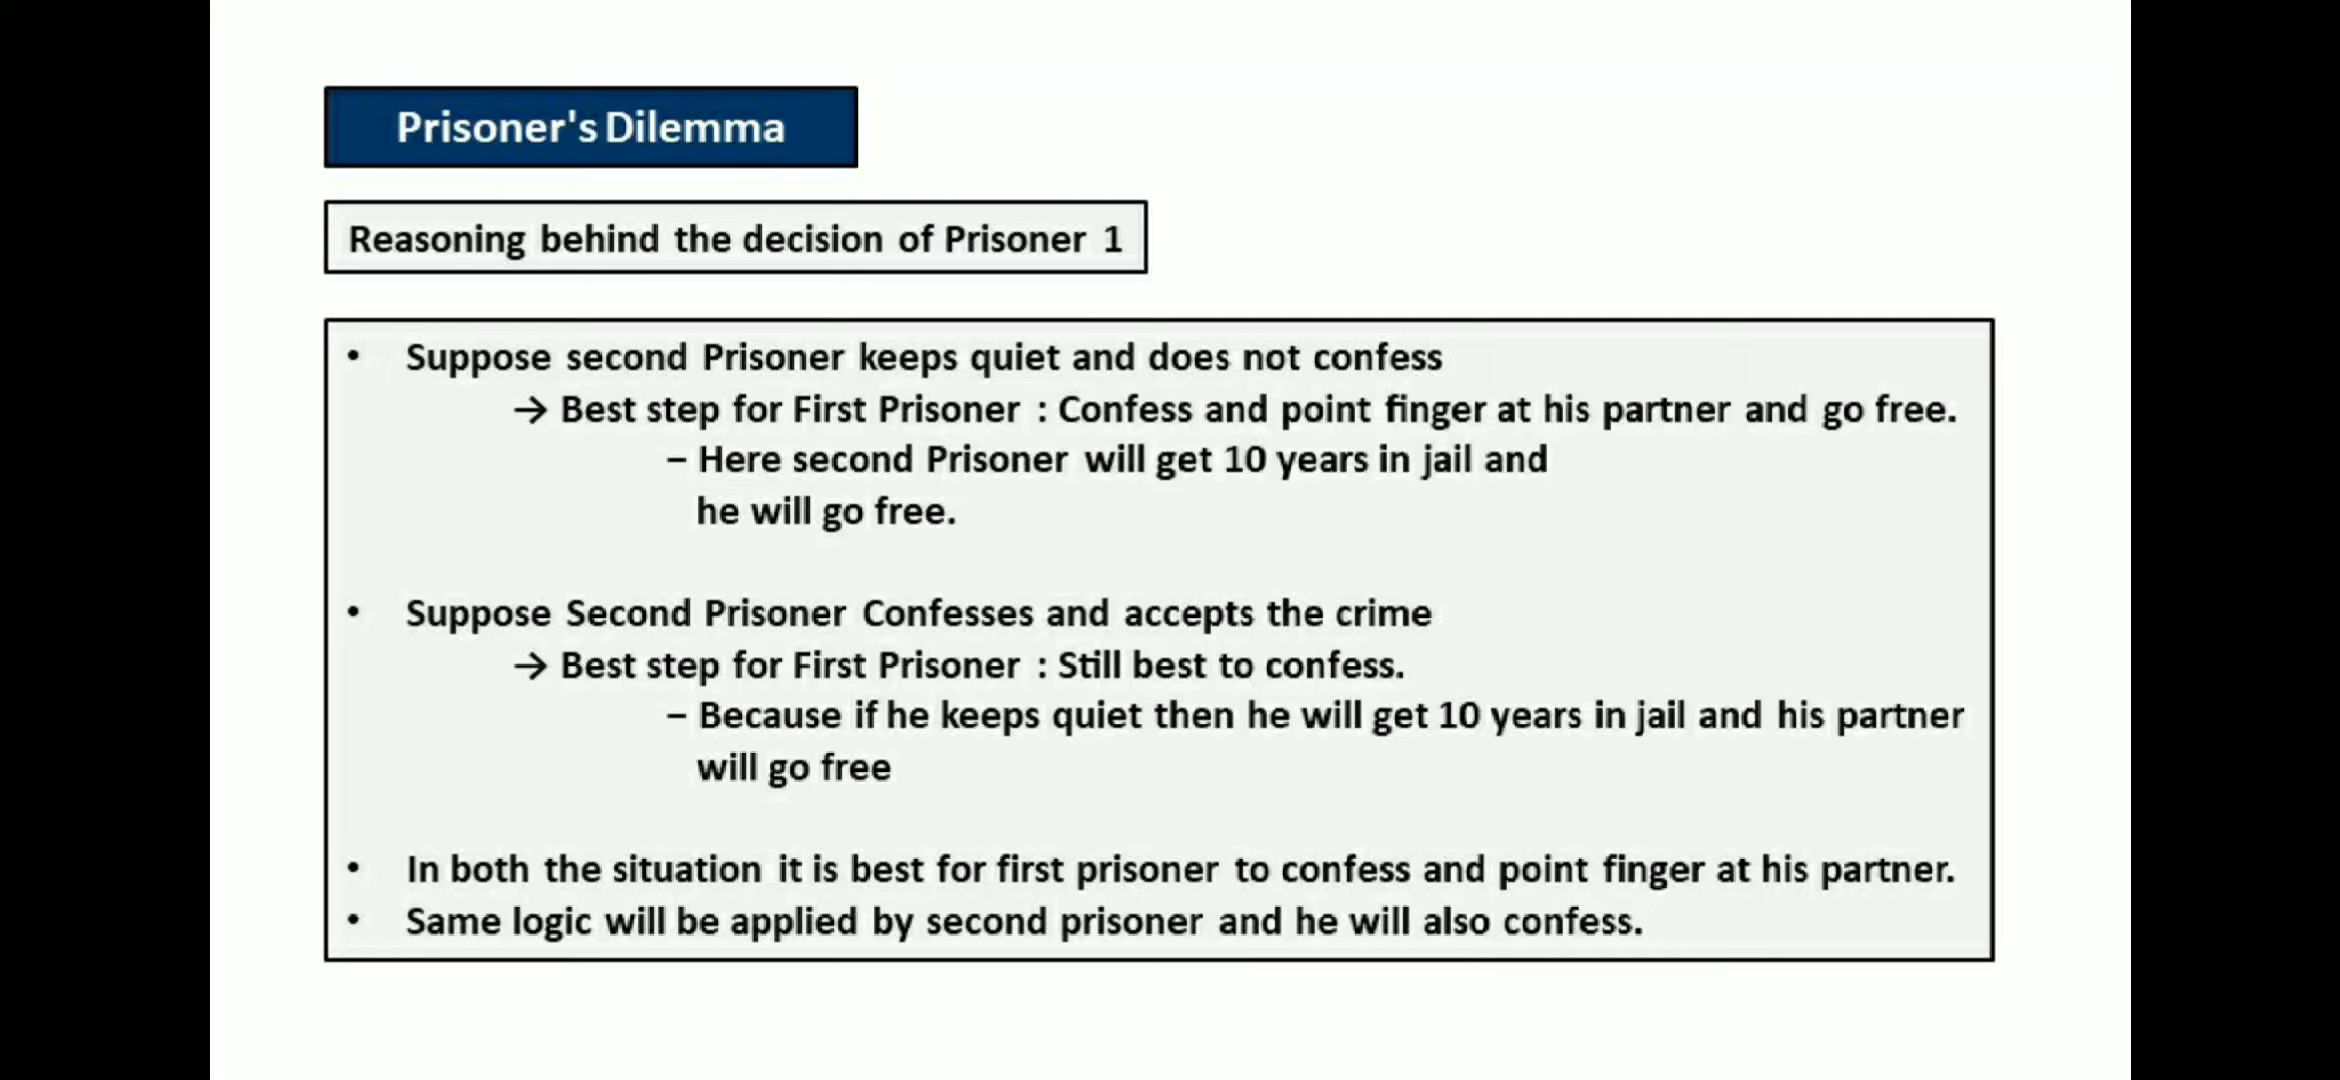 Prisoner's Dilemma
Reasoning behind the decision of Prisoner 1
• Suppose second Prisoner keeps quiet and does not confess
→ Best step for First Prisoner : Confess and point finger at his partner and go free.
– Here second Prisoner will get 10 years in jail and
he will go free.
• Suppose Second Prisoner Confesses and accepts the crime
→ Best step for First Prisoner : Still best to confess.
– Because if he keeps quiet then he will get 10 years in jail and his partner
will go free
• In both the situation it is best for first prisoner to confess and point finger at his partner.
• Same logic will be applied by second prisoner and he will also confess.